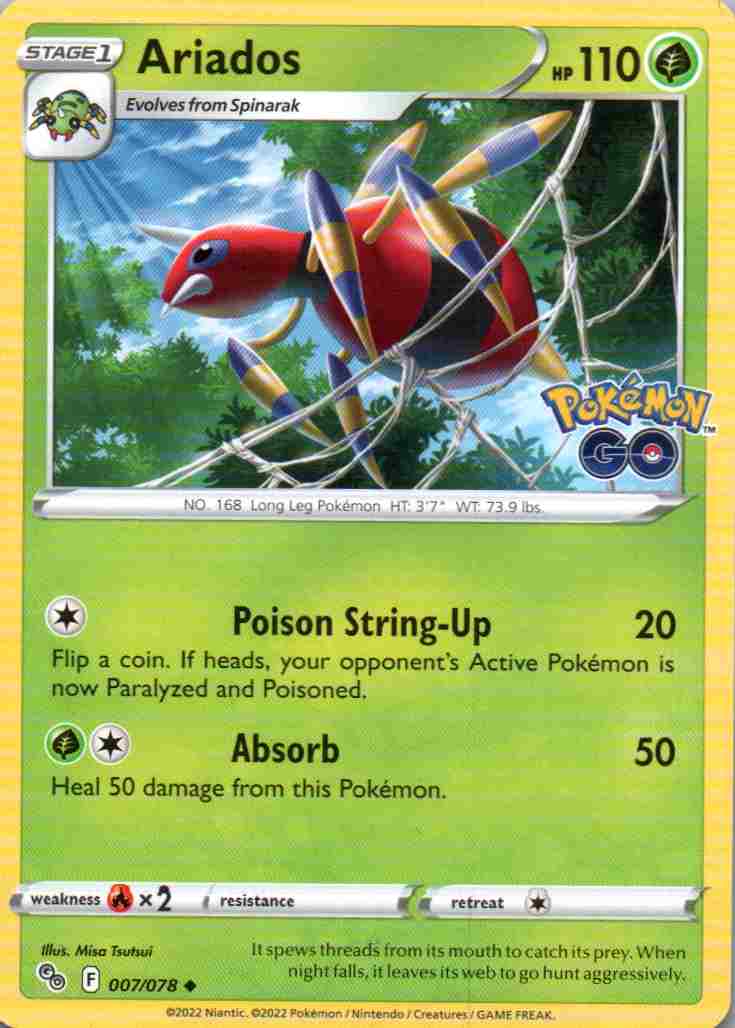 STAGE 1
Ariados
HP 110
Evolves from Spinarak
POKéMON™
GO
NO. 168 Long Leg Pokémon HT: 3'7" WT: 73.9 lbs.
Poison String-Up 20
Flip a coin. If heads, your opponent's Active Pokémon is
now Paralyzed and Poisoned.
Absorb 50
Heal 50 damage from this Pokémon.
weakness ×2 resistance retreat
Illus. Misa Tsutsui
It spews threads from its mouth to catch its prey. When
night falls, it leaves its web to go hunt aggressively.
GO F 007/078
©2022 Niantic. ©2022 Pokémon / Nintendo / Creatures / GAME FREAK.